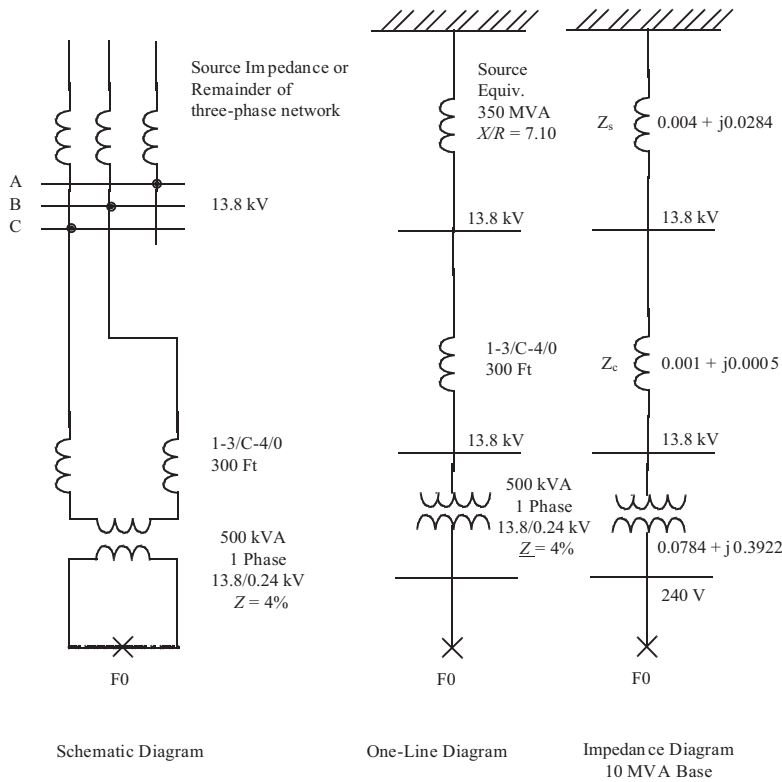 Source Impedance or
Remainder of
three-phase network
A
B
C
13.8 kV
1-3/C-4/0
300 Ft
500 kVA
1 Phase
13.8/0.24 kV
Z = 4%
F0
Schematic Diagram
Source
Equiv.
350 MVA
X/R = 7.10
13.8 kV
1-3/C-4/0
300 Ft
13.8 kV
500 kVA
1 Phase
13.8/0.24 kV
Z = 4%
F0
One-Line Diagram
Zs 0.004 + j0.0284
13.8 kV
Zc 0.001 + j0.0005
13.8 kV
0.0784 + j0.3922
240 V
F0
Impedance Diagram
10 MVA Base